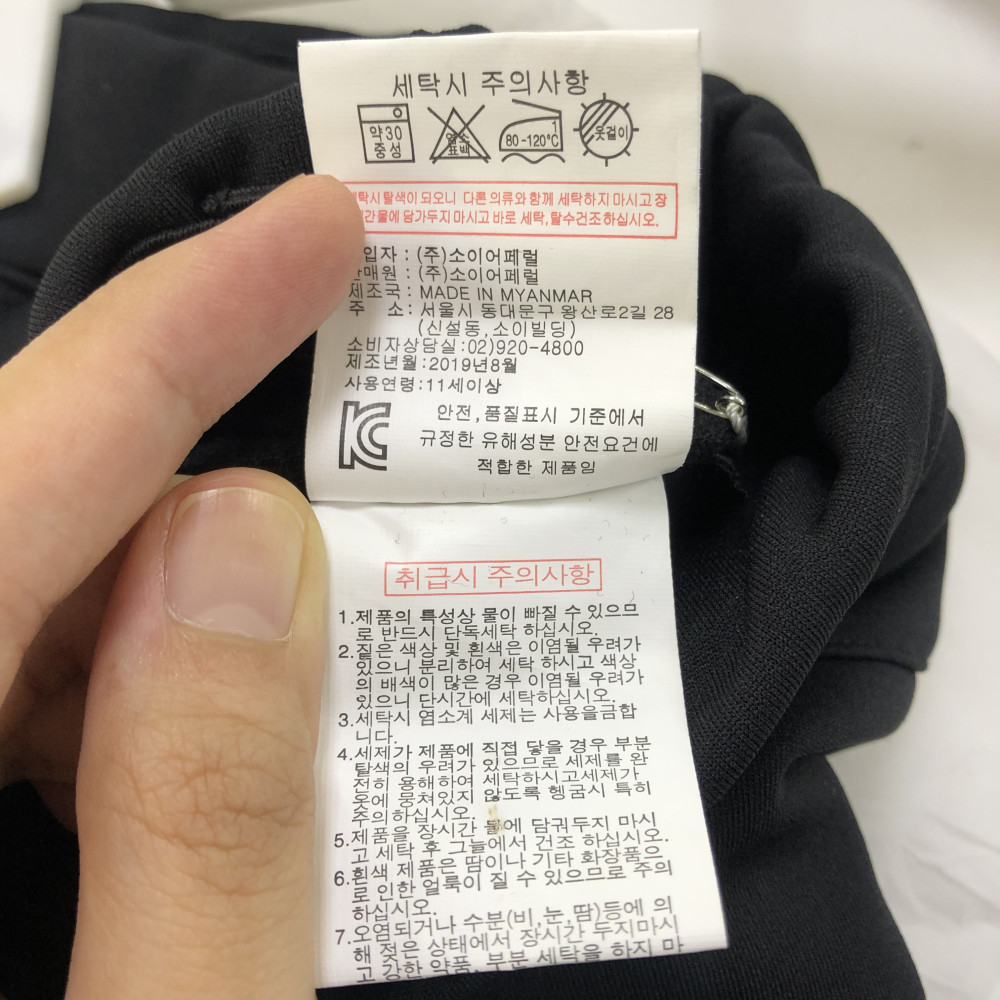 세탁시 주의사항
약30
중성
염소
표백
1
80-120℃
옷걸이
탈색이 되오니 다른 의류와 함께 세탁하지 마시고 장
물에 담가두지 마시고 바로 세탁,탈수건조 하십시오.
입자 : (주)소이어페럴
매원 : (주)소이어페럴
제조국 : MADE IN MYANMAR
주 소 : 서울시 동대문구 왕산로2길 28
(신설동,소이빌딩)
소비자상담실:02)920-4800
제조년월:2019년8월
사용연령:11세이상
안전,품질표시 기준에서
규정한 유해성분 안전요건에
적합한 제품임
취급시 주의사항
1.제품의 특성상 물이 빠질 수 있으므
로 반드시 단독세탁 하십시오.
2.짙은 색상 및 흰색은 이염될 우려가
있으니 분리하여 세탁 하시고 색상
의 배색이 많은 경우 이염될 우려가
있으니 단시간에 세탁하십시오.
3.세탁시 염소계 세제는 사용을금합
니다.
4.세제가 제품에 직접 닿을 경우 부분
탈색의 우려가 있으므로 세제를 완
전히 용해하여 세탁하시고세제가
옷에 뭉쳐있지 않도록 헹굼시 특히
주의하십시오.
5.제품을 장시간 물에 담궈두지 마시
고 세탁 후 그늘에서 건조 하십시오.
6.흰색 제품은 땀이나 기타 화장품으
로 인한 얼룩이 질 수 있으므로 주의
하십시오.
7.오염되거나 수분(비,눈,땀)등에 의
해 젖은 상태에서 장시간 두지마시
고 강한 약품, 부분 세탁을 하지 마